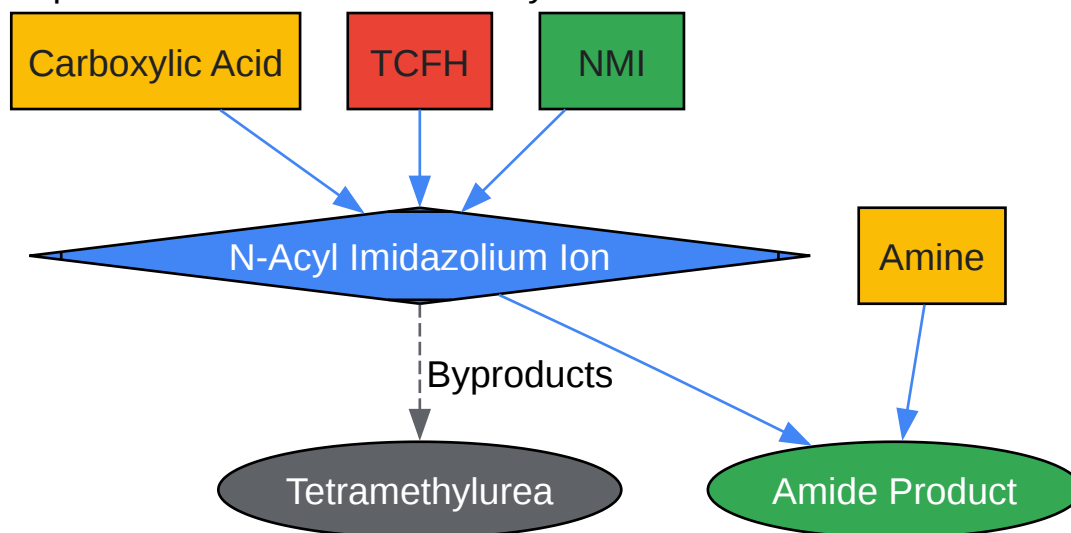 Carboxylic Acid
TCFH
NMI
N-Acyl Imidazolium Ion
Amine
Byproducts
Tetramethylurea
Amide Product